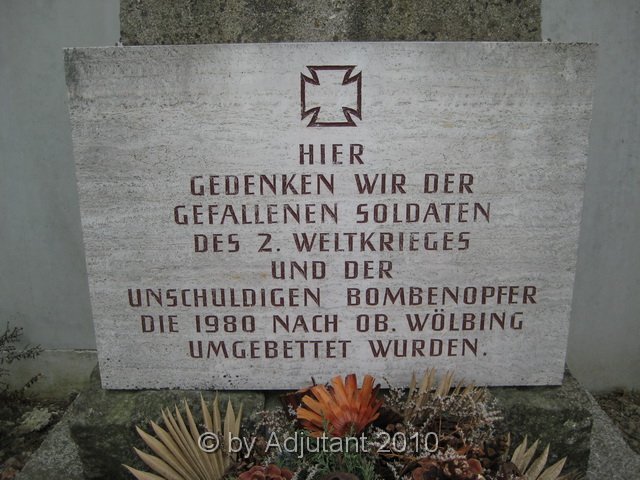 HIER
GEDENKEN WIR DER
GEFALLENEN SOLDATEN
DES 2. WELTKRIEGES
UND DER
UNSCHULDIGEN BOMBENOPFER
DIE 1980 NACH OB. WÖLBING
UMGEBETTET WURDEN.
© by Adjutant 2010